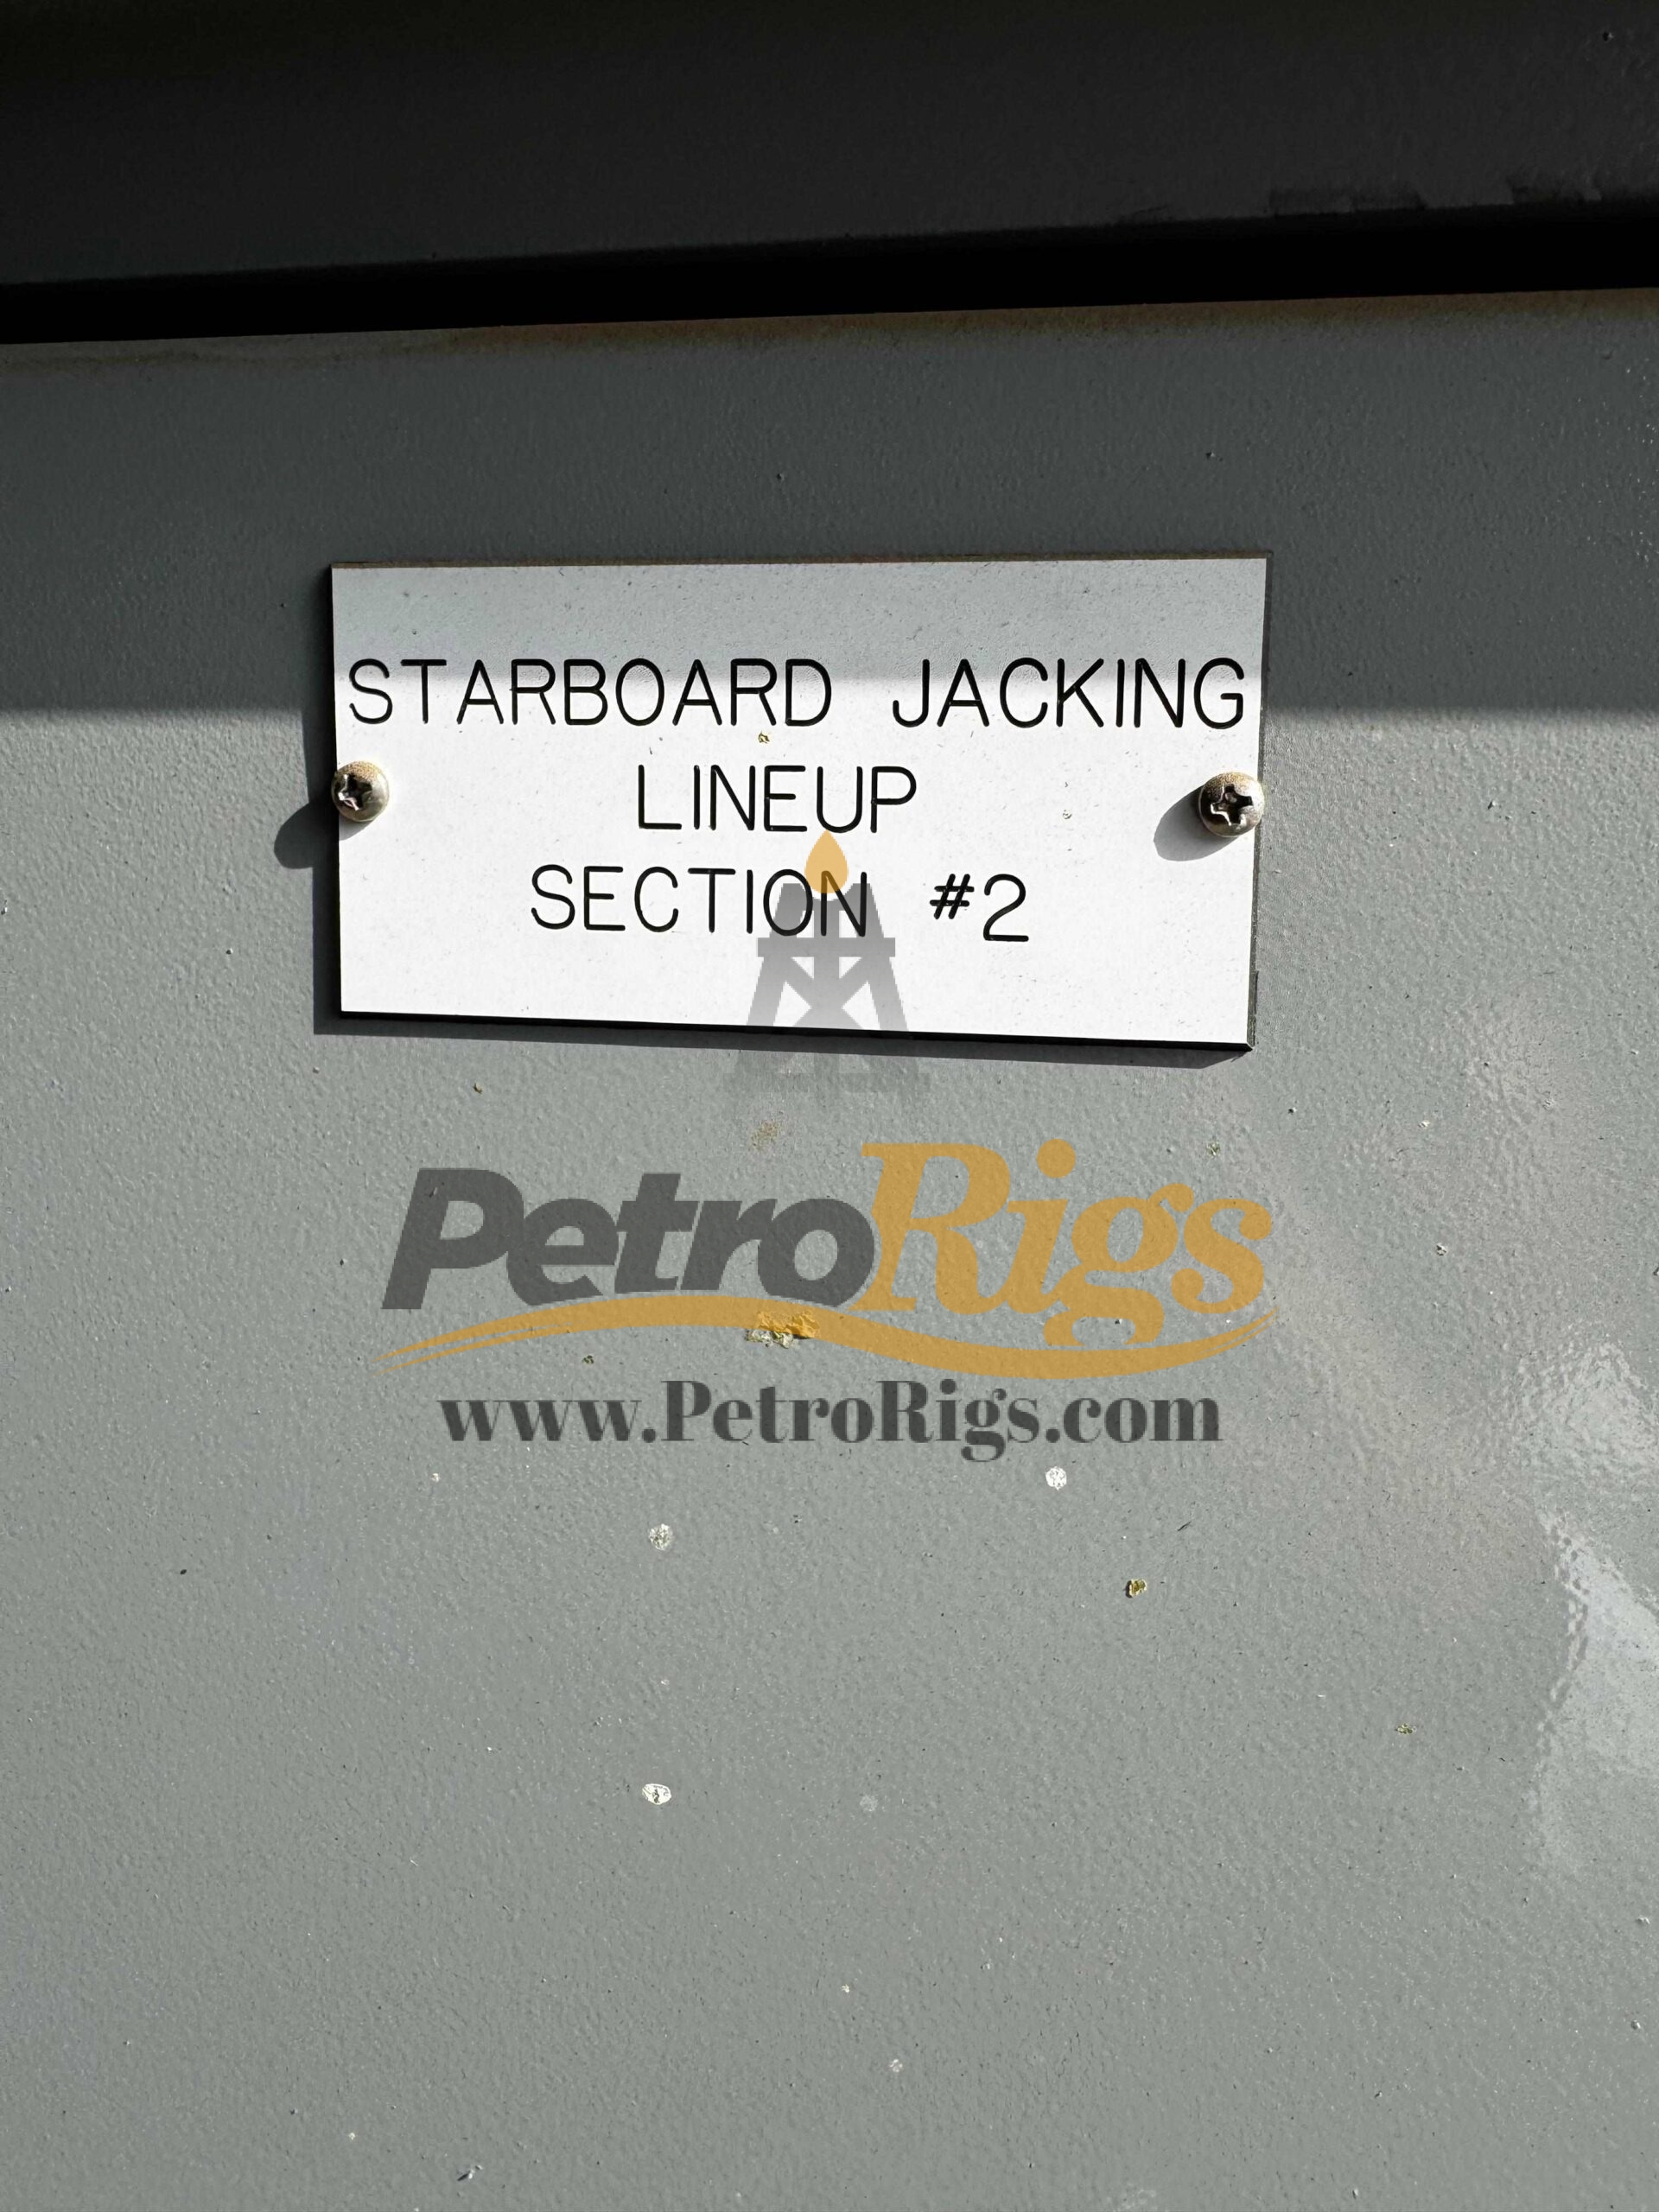 STARBOARD JACKING
LINEUP
SECTION #2
PetroRigs
www.PetroRigs.com